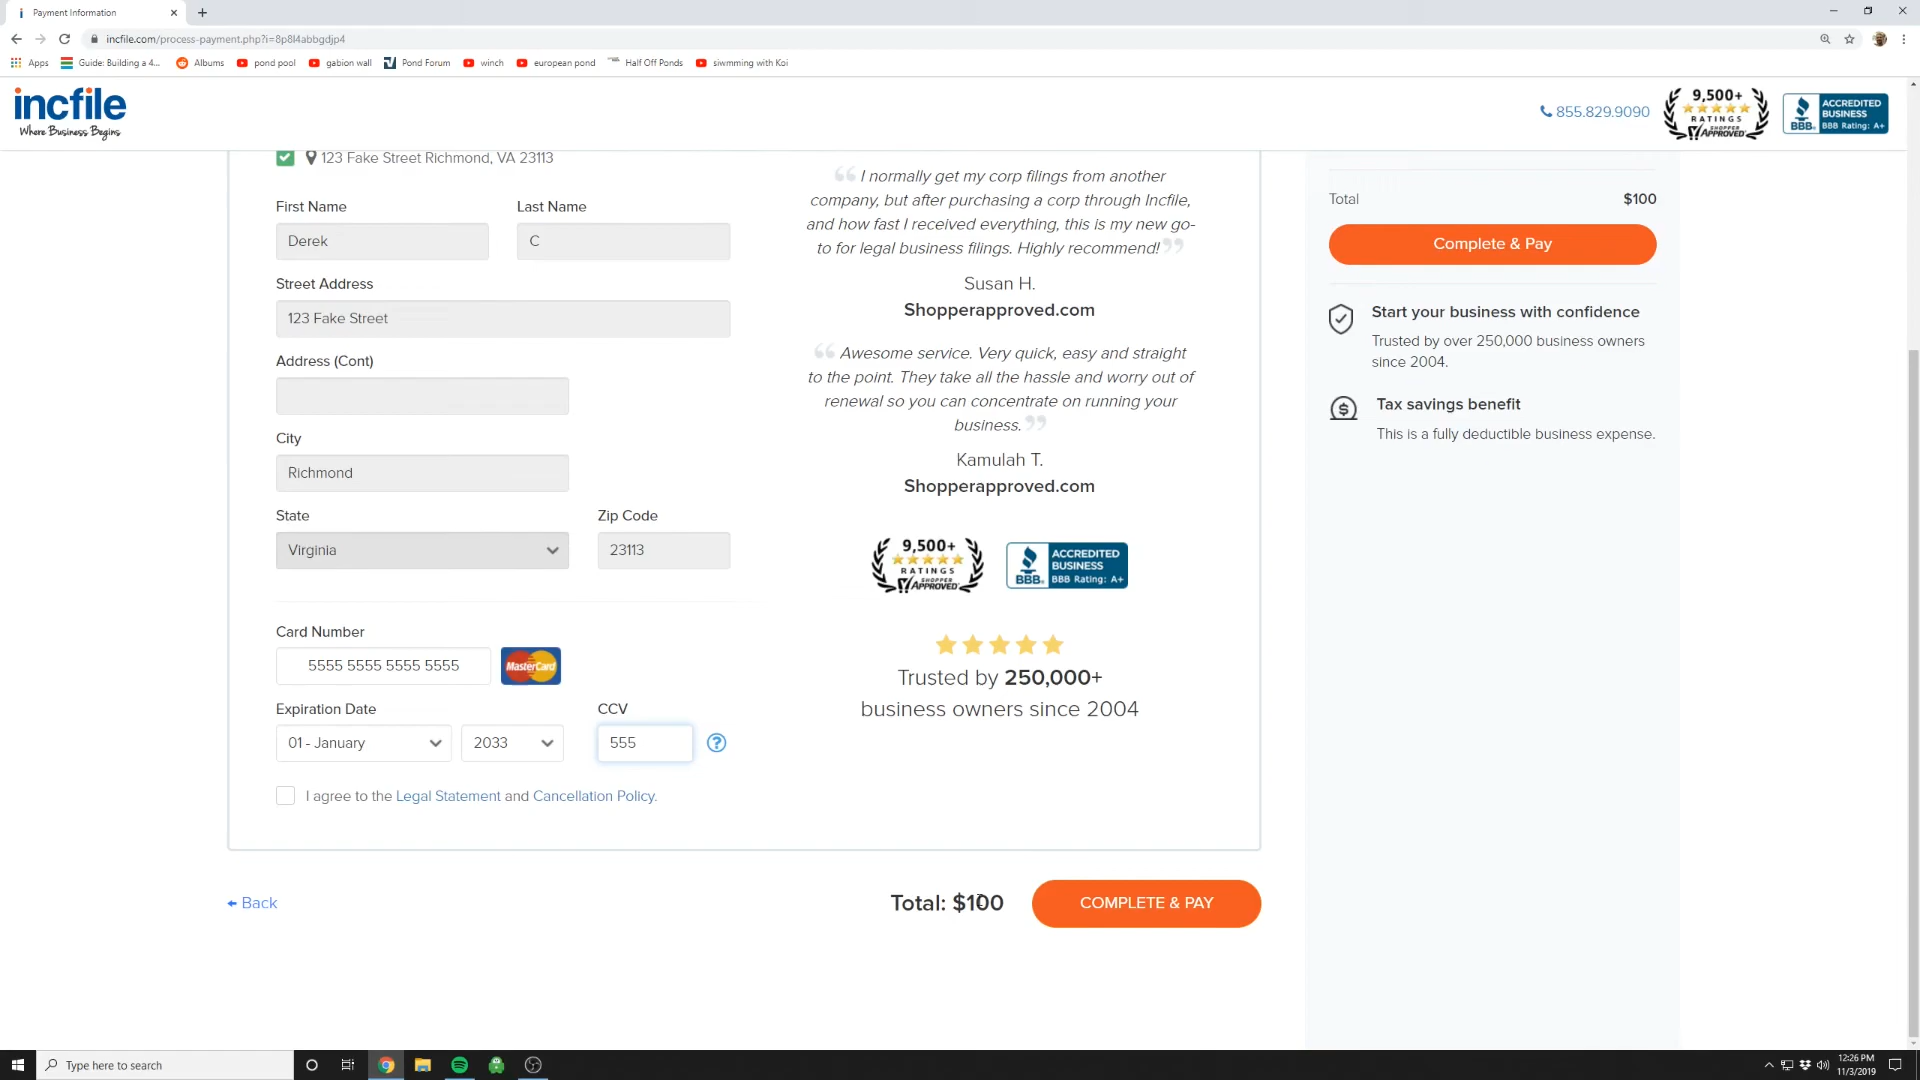 Payment Information
incfile.com/process-payment.php?i=8p8l4abbgdjp4
Apps
Guide: Building a 4...
Albums
pond pool
gabion wall
Pond Forum
winch
european pond
Half Off Ponds
siwmming with Koi
incfile
Where Business Begins
855.829.9090
9,500+
RATINGS
SHOPPER
APPROVED
BBB
ACCREDITED
BUSINESS
BBB Rating: A+
123 Fake Street Richmond, VA 23113
First Name
Last Name
Derek
C
Street Address
123 Fake Street
Address (Cont)
City
Richmond
State
Zip Code
Virginia
23113
Card Number
5555 5555 5555 5555
MasterCard
Expiration Date
CCV
01 - January
2033
555
I agree to the Legal Statement and Cancellation Policy.
I normally get my corp filings from another
company, but after purchasing a corp through Incfile,
and how fast I received everything, this is my new go-
to for legal business filings. Highly recommend!
Susan H.
Shopperapproved.com
Awesome service. Very quick, easy and straight
to the point. They take all the hassle and worry out of
renewal so you can concentrate on running your
business.
Kamulah T.
Shopperapproved.com
9,500+
RATINGS
SHOPPER
APPROVED
BBB
ACCREDITED
BUSINESS
BBB Rating: A+
Trusted by 250,000+
business owners since 2004
Total
$100
Complete & Pay
Start your business with confidence
Trusted by over 250,000 business owners
since 2004.
Tax savings benefit
This is a fully deductible business expense.
Back
Total: $100
COMPLETE & PAY
Type here to search
12:26 PM
11/3/2019